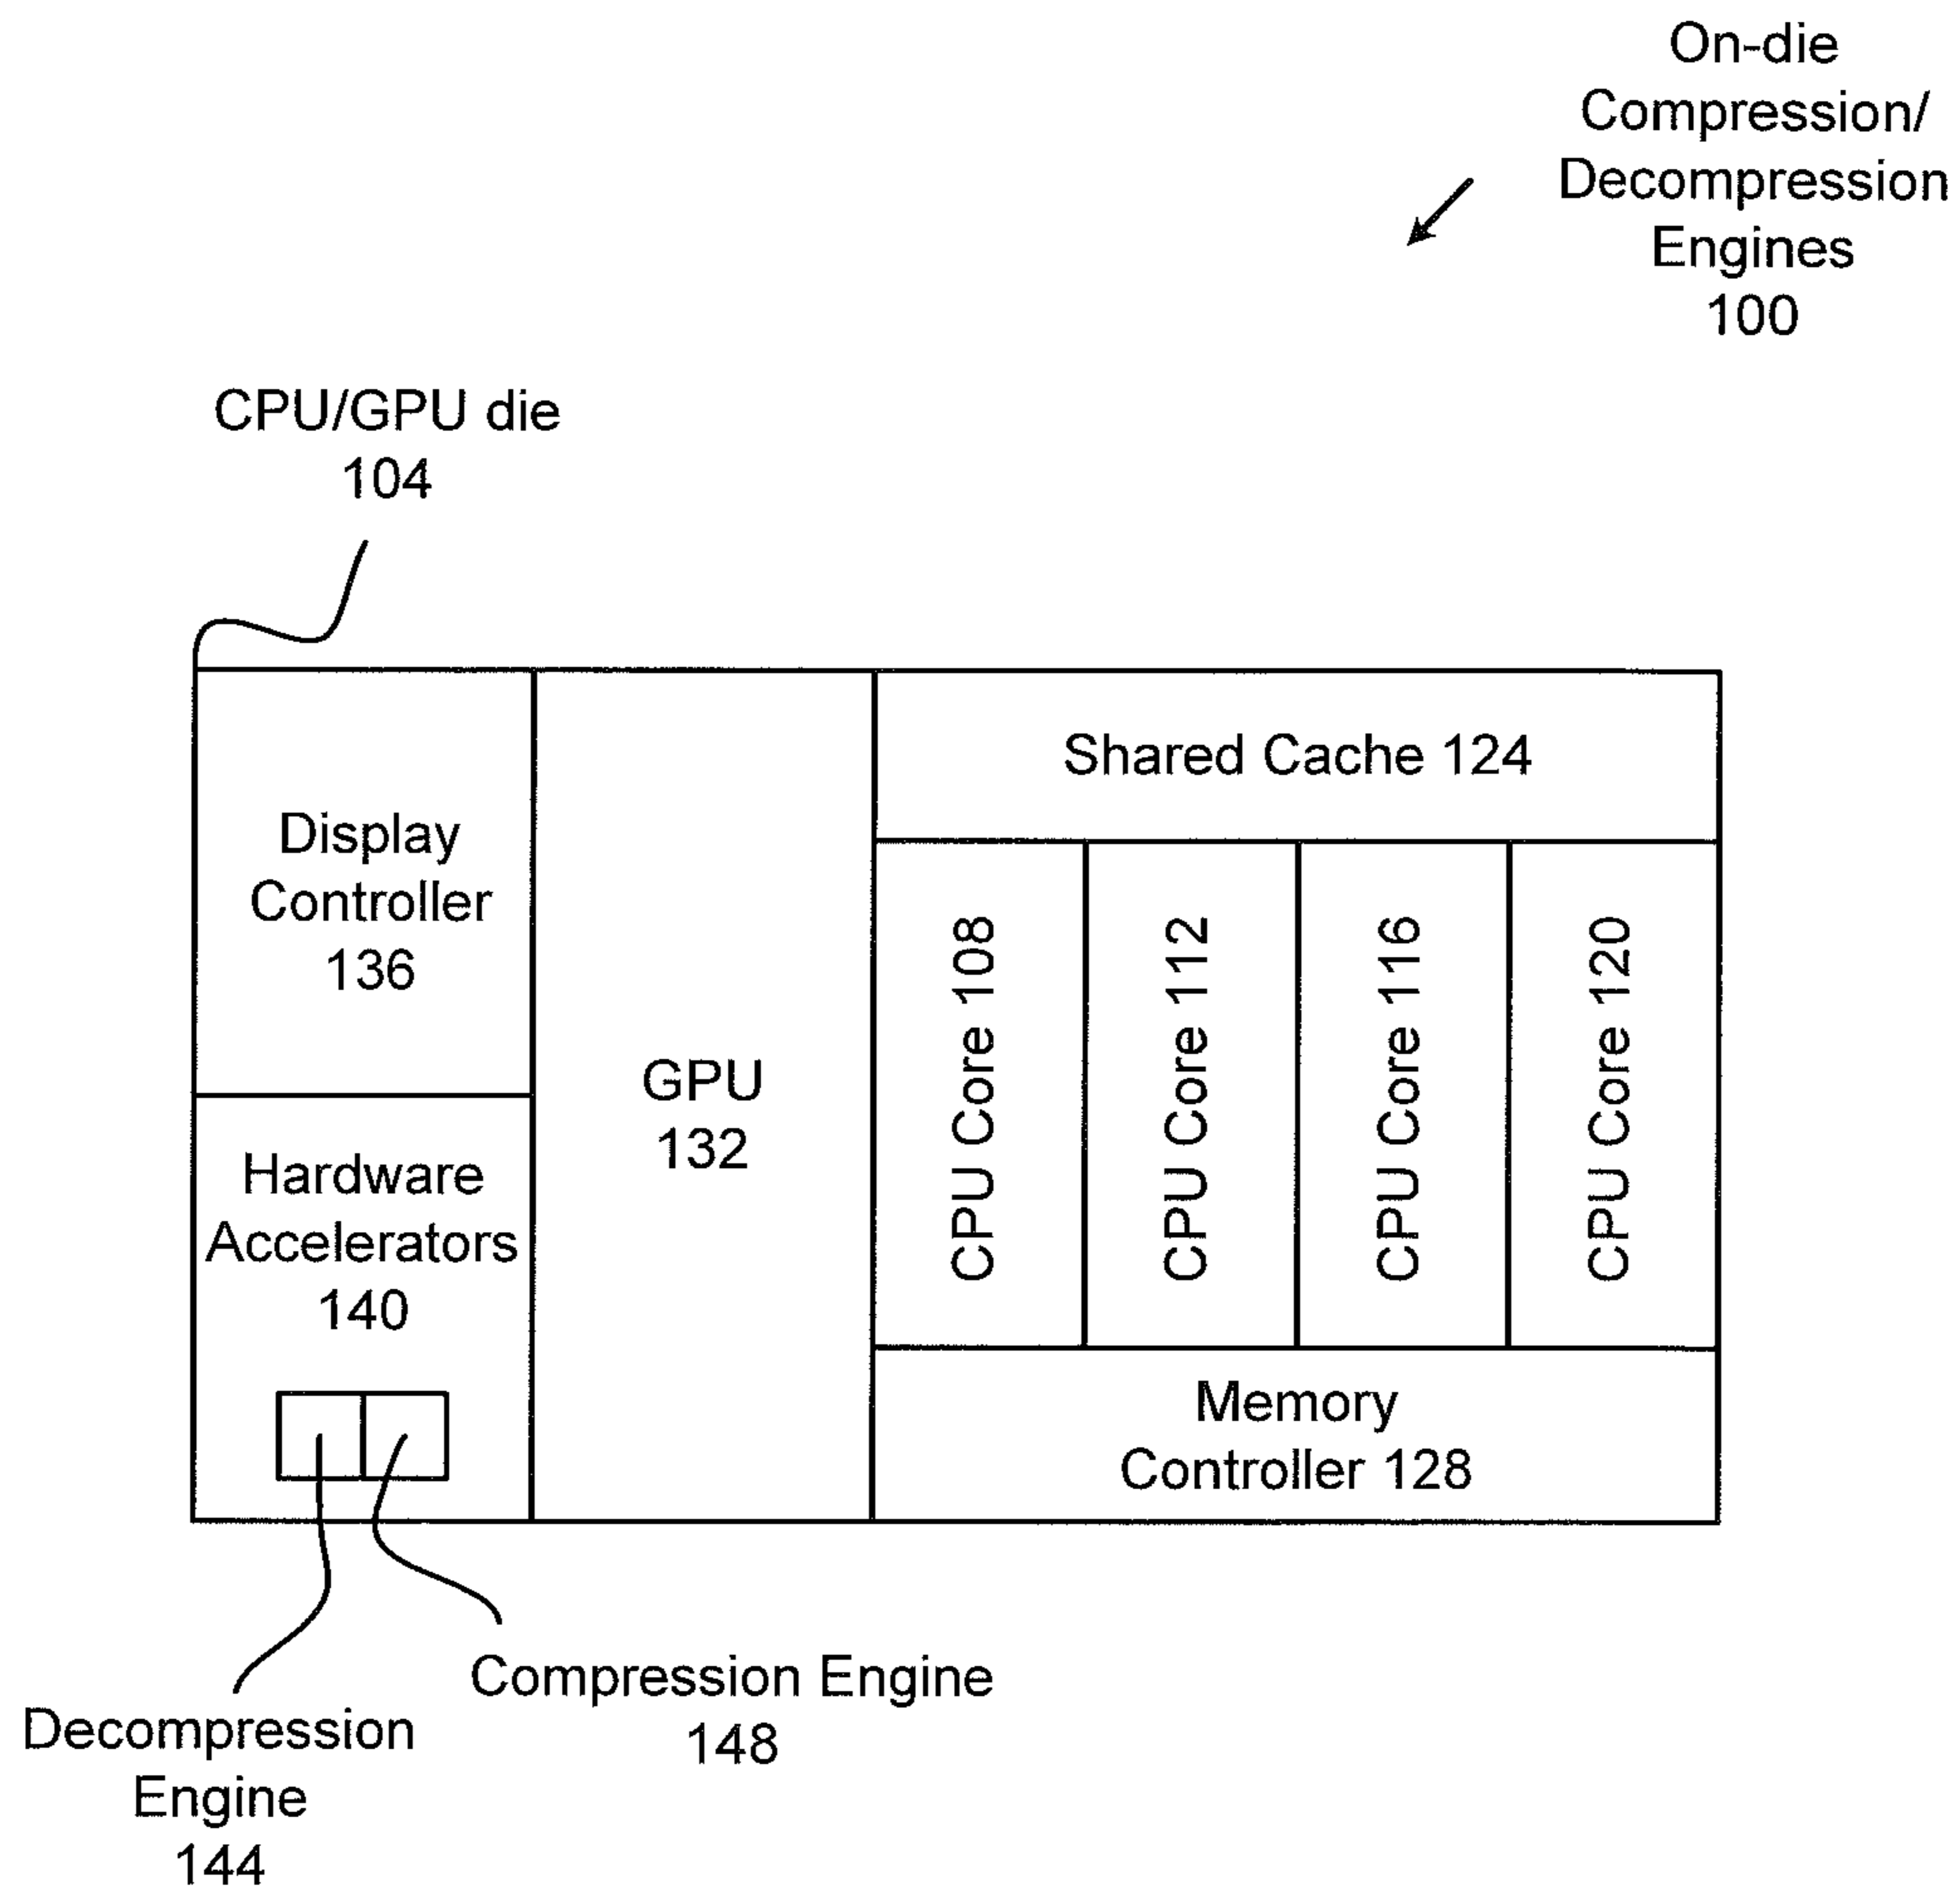 On-die
Compression/
Decompression
Engines
100
CPU/GPU die
104
Display
Controller
136
Hardware
Accelerators
140
GPU
132
Shared Cache 124
CPU Core 108
CPU Core 112
CPU Core 116
CPU Core 120
Memory
Controller 128
Compression Engine
148
Decompression
Engine
144